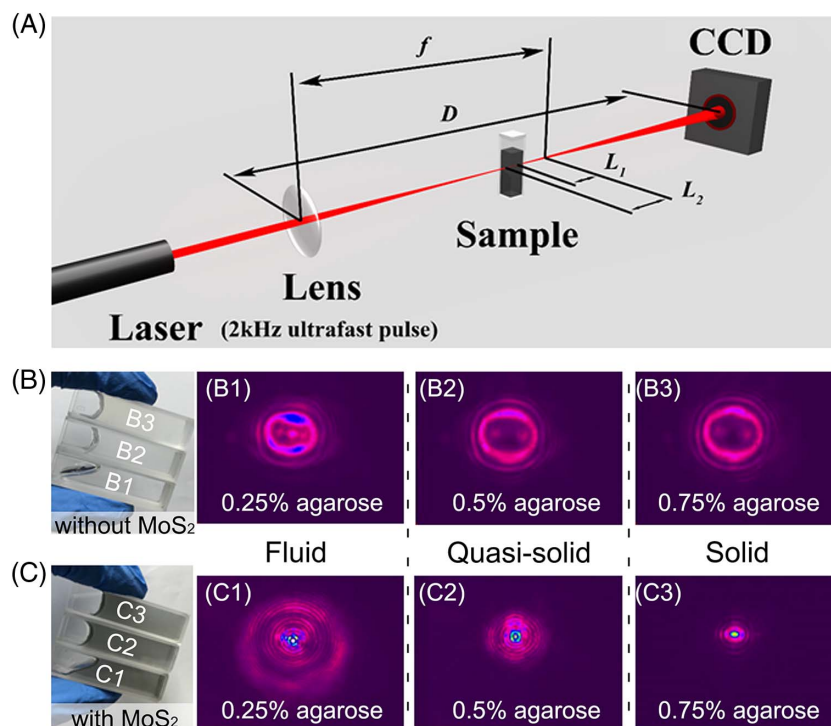 (A)
f
CCD
D
L1
L2
Sample
Lens
Laser (2kHz ultrafast pulse)
(B)
B3
B2
B1
without MoS2
(B1)
0.25% agarose
(B2)
0.5% agarose
(B3)
0.75% agarose
Fluid
Quasi-solid
Solid
(C)
C3
C2
C1
with MoS2
(C1)
0.25% agarose
(C2)
0.5% agarose
(C3)
0.75% agarose